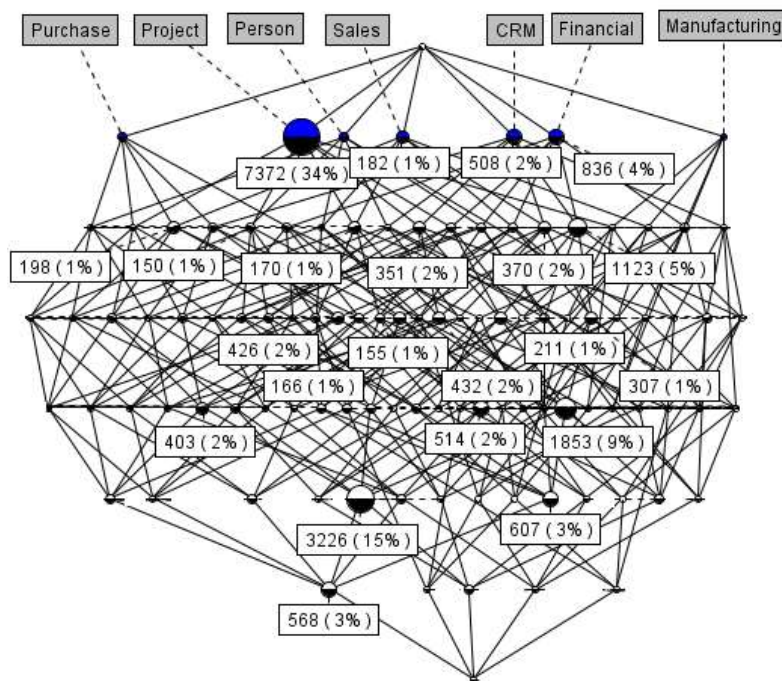 Purchase
Project
Person
Sales
CRM
Financial
Manufacturing
7372 ( 34% )
182 ( 1% )
508 ( 2% )
836 ( 4% )
198 ( 1% )
150 ( 1% )
170 ( 1% )
351 ( 2% )
370 ( 2% )
1123 ( 5% )
426 ( 2% )
155 ( 1% )
211 ( 1% )
166 ( 1% )
432 ( 2% )
307 ( 1% )
403 ( 2% )
514 ( 2% )
1853 ( 9% )
3226 ( 15% )
607 ( 3% )
568 ( 3% )